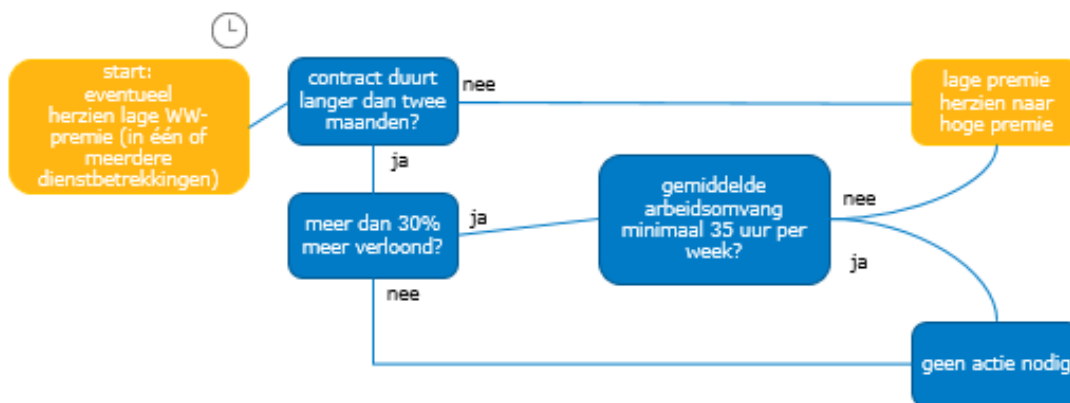 start:
eventueel
herzien lage WW-
premie (in één of
meerdere
dienstbetrekkingen)
contract duurt
langer dan twee
maanden?
nee
lage premie
herzien naar
hoge premie
ja
meer dan 30%
meer verloond?
ja
gemiddelde
arbeidsomvang
minimaal 35 uur per
week?
nee
ja
nee
geen actie nodig